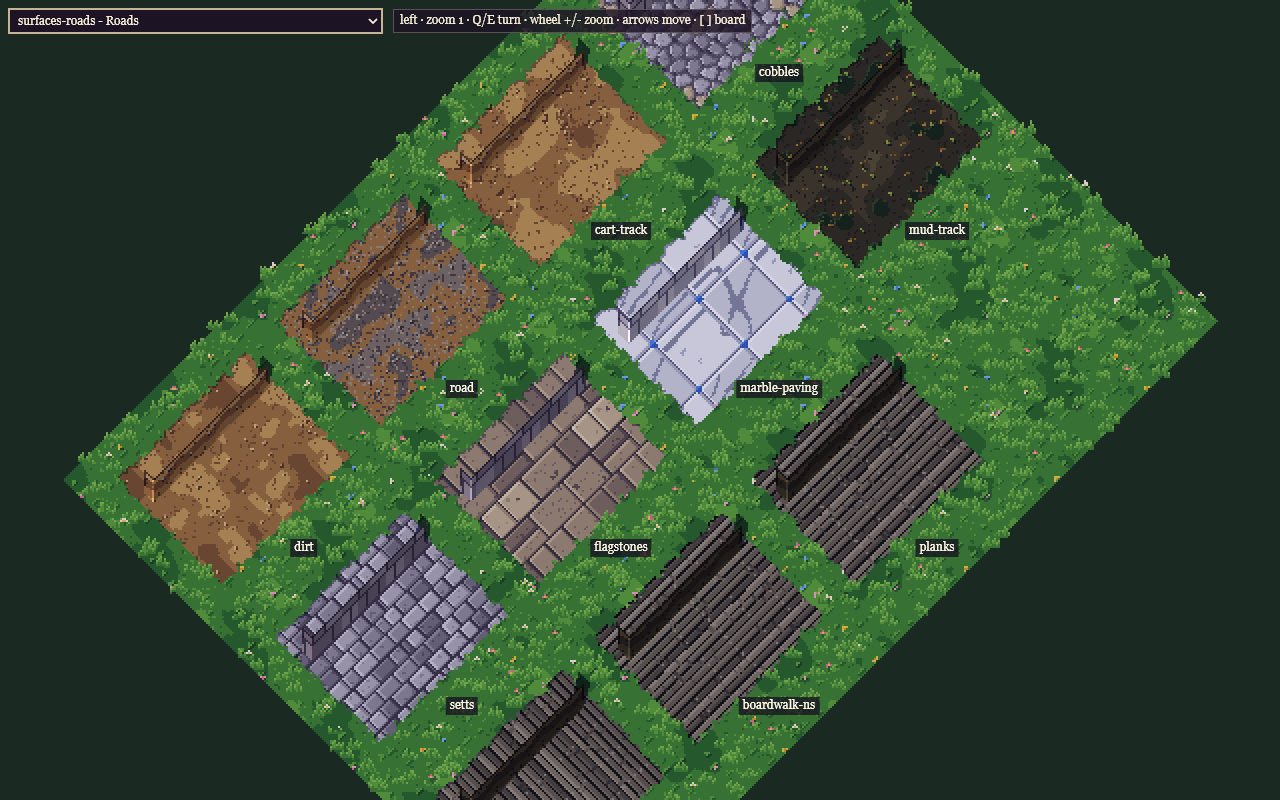 surfaces-roads - Roads
left · zoom 1 · Q/E turn · wheel +/- zoom · arrows move · [ ] board
cobbles
cart-track
mud-track
road
marble-paving
dirt
flagstones
planks
setts
boardwalk-ns